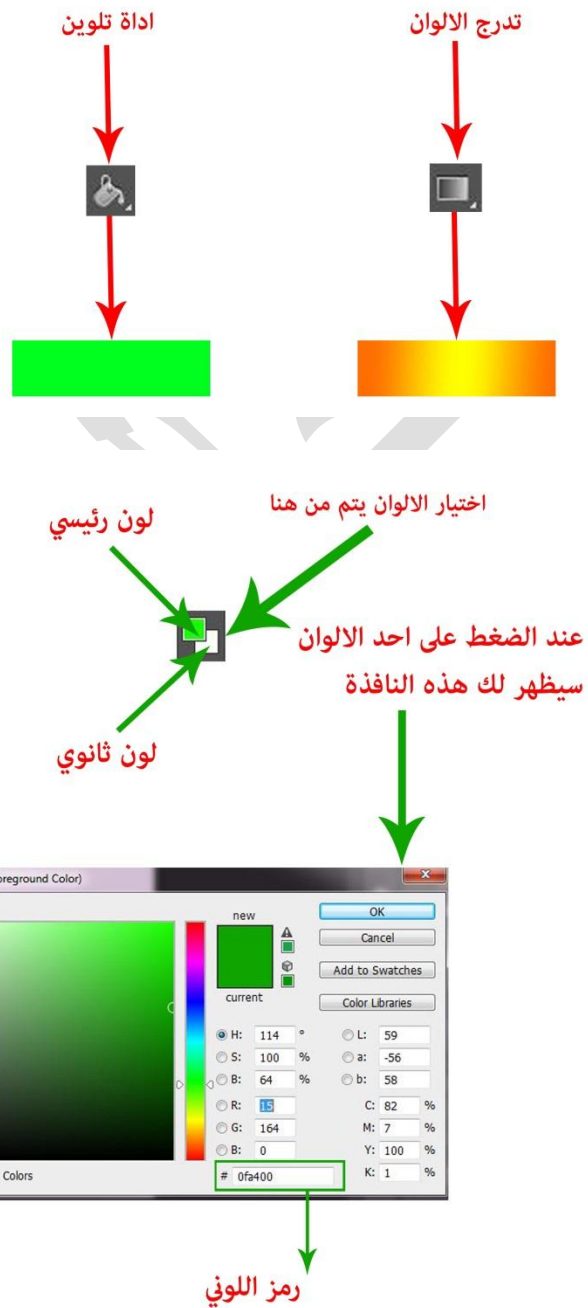 تدرج الالوان
اداة تلوين
اختيار الالوان يتم من هنا
لون رئيسي
عند الضغط على احد الالوان
سيظهر لك هذه النافذة
لون ثانوي
oreground Color)
new
current
OK
Cancel
Add to Swatches
Color Libraries
H: 114 °
S: 100 %
B: 64 %
R: 15
G: 164
B: 0
L: 59
a: -56
b: 58
C: 82 %
M: 7 %
Y: 100 %
K: 1 %
Colors
# 0fa400
رمز اللوني